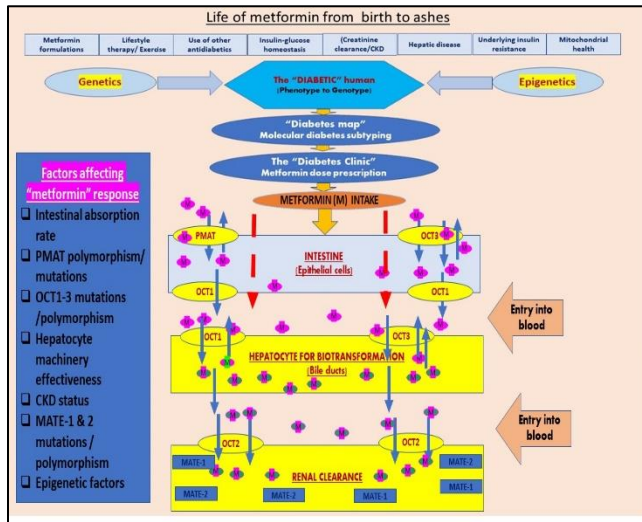 Life of metformin from birth to ashes
Metformin formulations
Lifestyle therapy/ Exercise
Use of other antidiabetics
Insulin-glucose homeostasis
(Creatinine clearance/CKD
Hepatic disease
Underlying insulin resistance
Mitochondrial health
Genetics
The "DIABETIC" human
(Phenotype to Genotype)
Epigenetics
"Diabetes map"
Molecular diabetes subtyping
The "Diabetes Clinic"
Metformin dose prescription
METFORMIN (M) INTAKE
Factors affecting
"metformin" response
Intestinal absorption
rate
PMAT polymorphism/
mutations
OCT1-3 mutations
/polymorphism
Hepatocyte
machinery
effectiveness
CKD status
MATE-1 & 2
mutations /
polymorphism
Epigenetic factors
M
M
M
PMAT
OCT3
INTESTINE
(Epithelial cells)
OCT1
OCT1
Entry into
blood
OCT1
OCT3
HEPATOCYTE FOR BIOTRANSFORMATION
(Bile ducts)
Entry into
blood
OCT2
OCT2
MATE-1
MATE-2
RENAL CLEARANCE
MATE-2
MATE-2
MATE-1
MATE-1